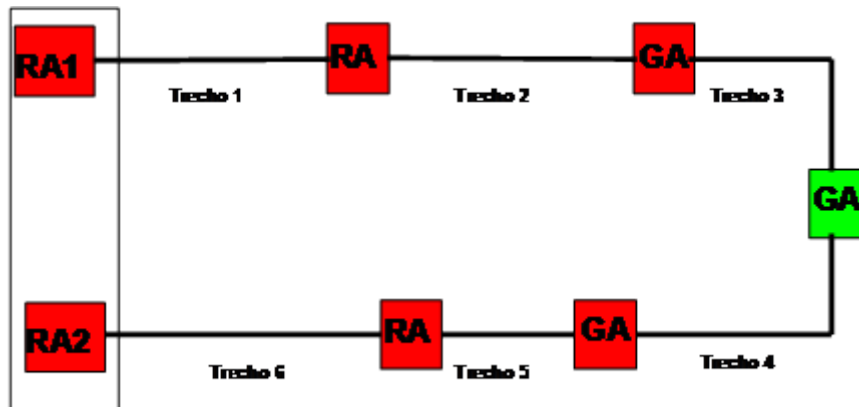 RA1
RA
GA
Trecho 1
Trecho 2
Trecho 3
GA
RA2
RA
GA
Trecho 6
Trecho 5
Trecho 4